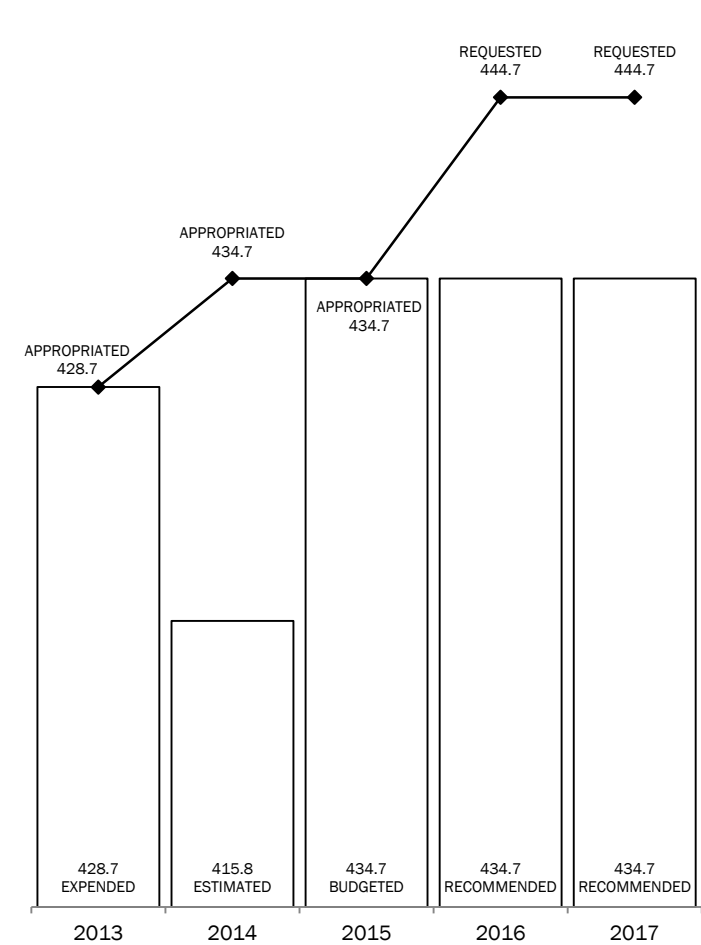 REQUESTED
444.7
REQUESTED
444.7
APPROPRIATED
434.7
APPROPRIATED
434.7
APPROPRIATED
428.7
428.7
EXPENDED
415.8
ESTIMATED
434.7
BUDGETED
434.7
RECOMMENDED
434.7
RECOMMENDED
2013
2014
2015
2016
2017